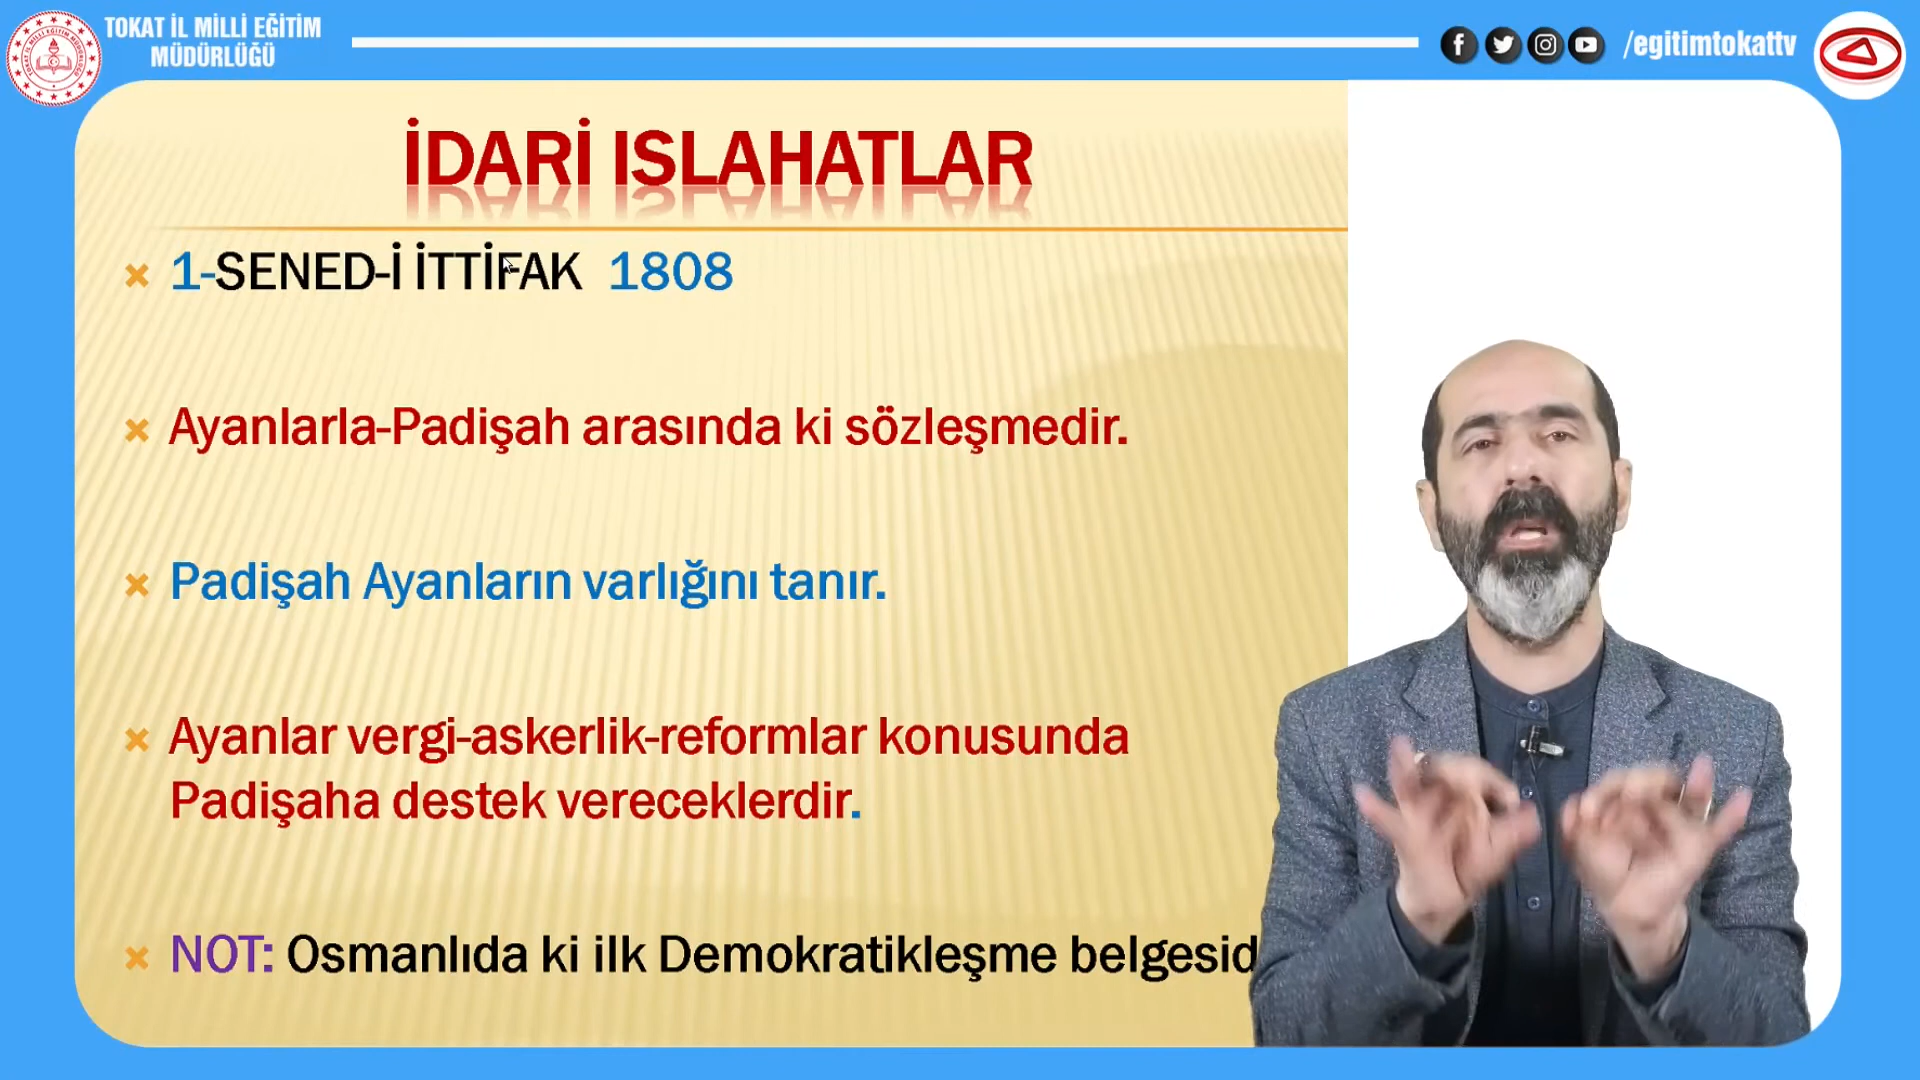 TOKAT İL MİLLİ EĞİTİM
MÜDÜRLÜĞÜ
/egitimtokattv
İDARİ ISLAHATLAR
1-SENED-İ İTTİFAK 1808
Ayanlarla-Padişah arasında ki sözleşmedir.
Padişah Ayanların varlığını tanır.
Ayanlar vergi-askerlik-reformlar konusunda
Padişaha destek vereceklerdir.
NOT: Osmanlıda ki ilk Demokratikleşme belgesid